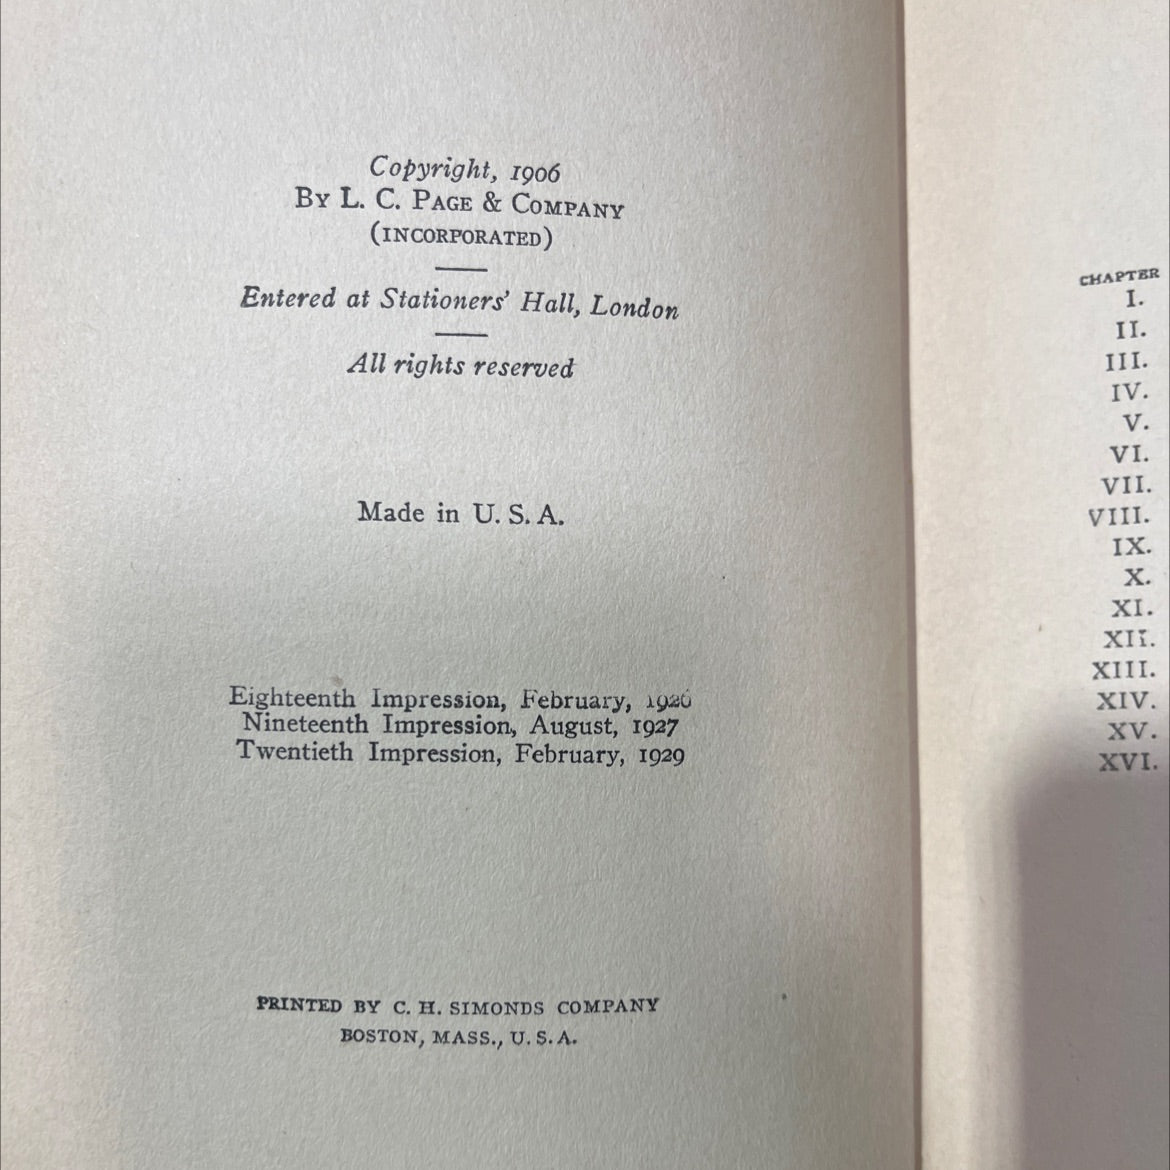 Copyright, 1906
By L. C. Page & Company
(INCORPORATED)
Entered at Stationers' Hall, London
All rights reserved
Made in U. S. A.
Eighteenth Impression, February, 1926
Nineteenth Impression, August, 1927
Twentieth Impression, February, 1929
PRINTED BY C. H. SIMONDS COMPANY
BOSTON, MASS., U. S. A.
CHAPTER
I.
II.
III.
IV.
V.
VI.
VII.
VIII.
IX.
X.
XI.
XII.
XIII.
XIV.
XV.
XVI.